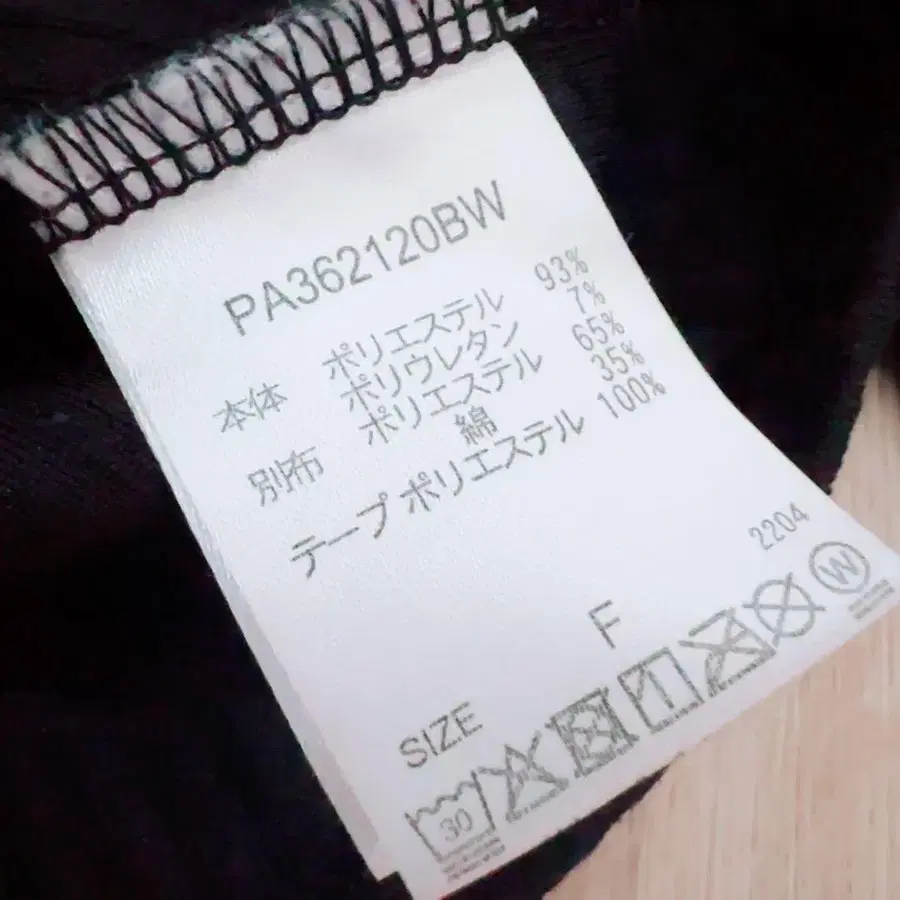 PA362120BW
本体 ポリエステル 93%
ポリウレタン 7%
別布 ポリエステル 65%
綿 35%
テープ ポリエステル 100%
2204
SIZE F
30
W